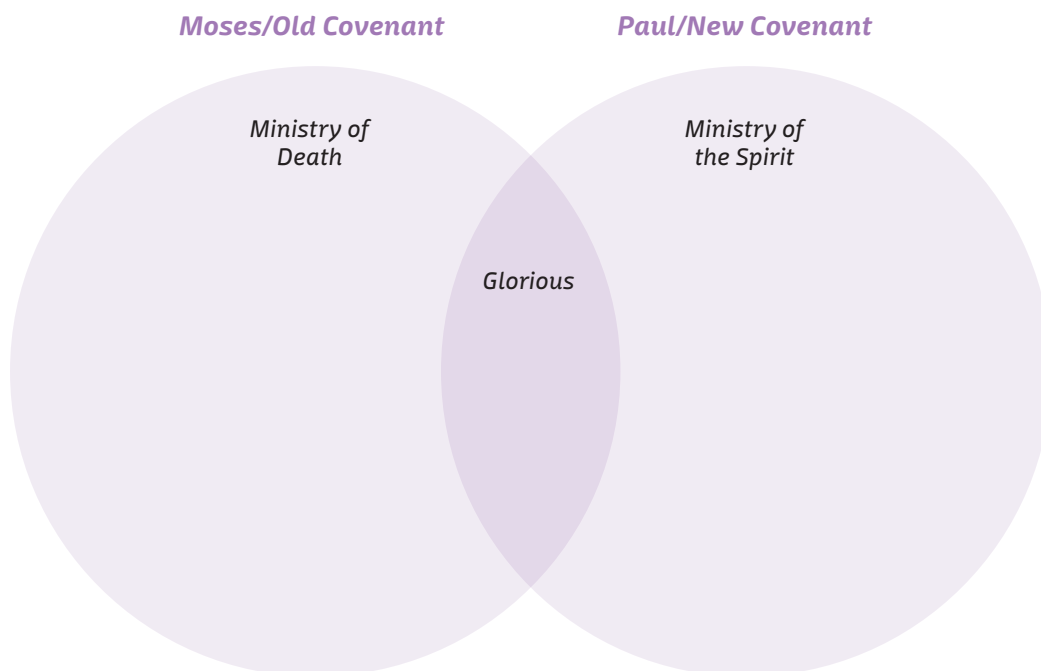 Moses/Old Covenant
Paul/New Covenant
Ministry of
Death
Ministry of
the Spirit
Glorious